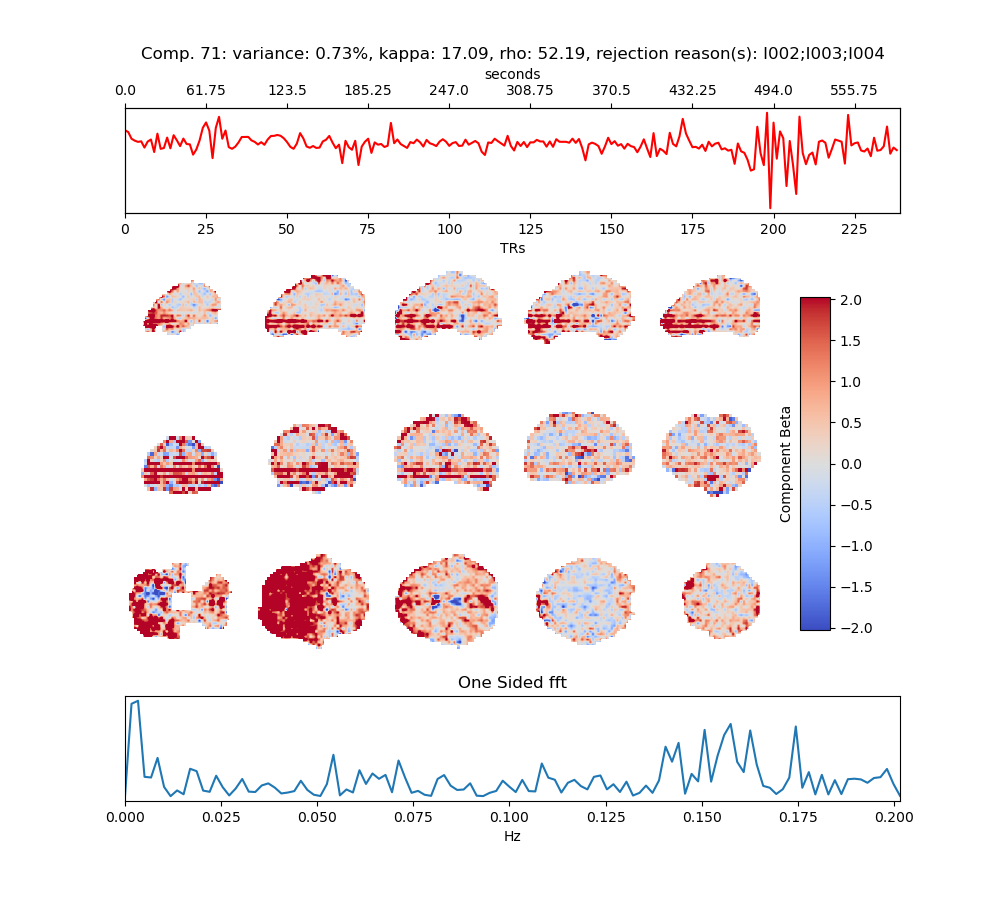 Comp. 71: variance: 0.73%, kappa: 17.09, rho: 52.19, rejection reason(s): I002;I003;I004
seconds
0.0 61.75 123.5 185.25 247.0 308.75 370.5 432.25 494.0 555.75
0 25 50 75 100 125 150 175 200 225
TRs
2.0
1.5
1.0
0.5
0.0
−0.5
−1.0
−1.5
−2.0
Component Beta
One Sided fft
0.000 0.025 0.050 0.075 0.100 0.125 0.150 0.175 0.200
Hz